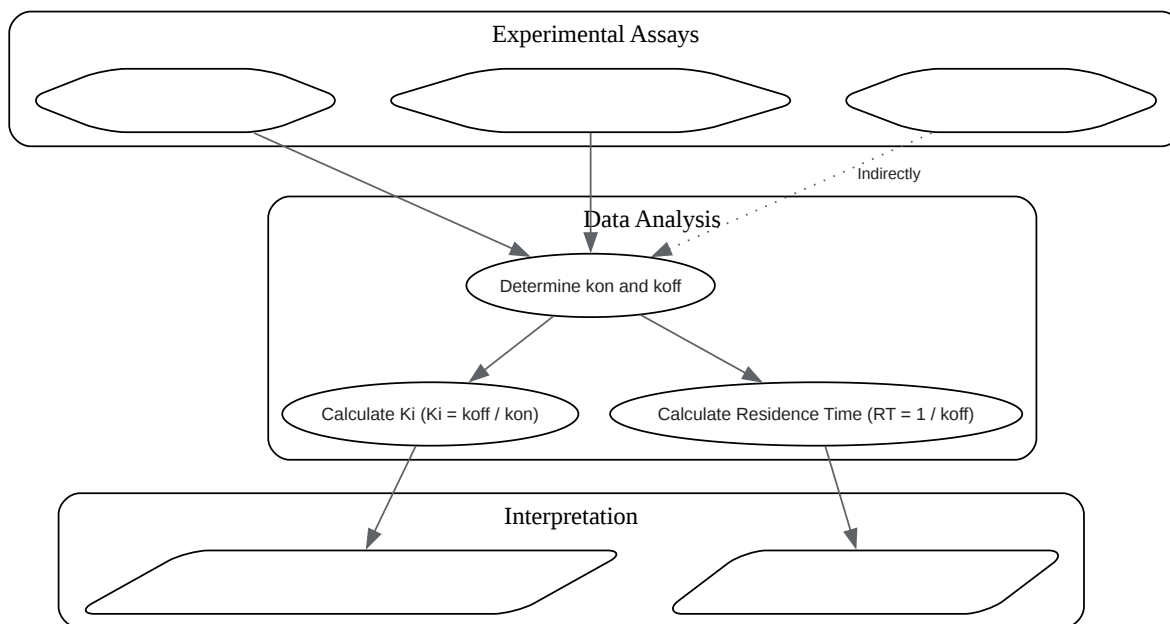 Experimental Assays
Indirectly
Data Analysis
Determine kon and koff
Calculate Ki (Ki = koff / kon)
Calculate Residence Time (RT = 1 / koff)
Interpretation